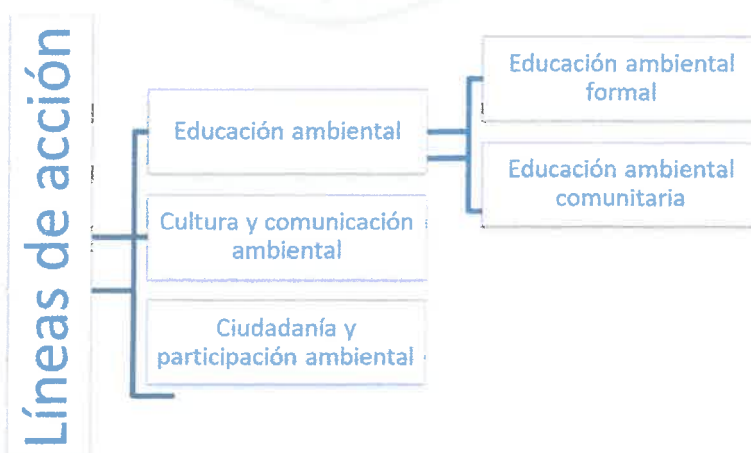 Líneas de acción
Educación ambiental
Cultura y comunicación
ambiental
Ciudadanía y
participación ambiental
Educación ambiental
formal
Educación ambiental
comunitaria